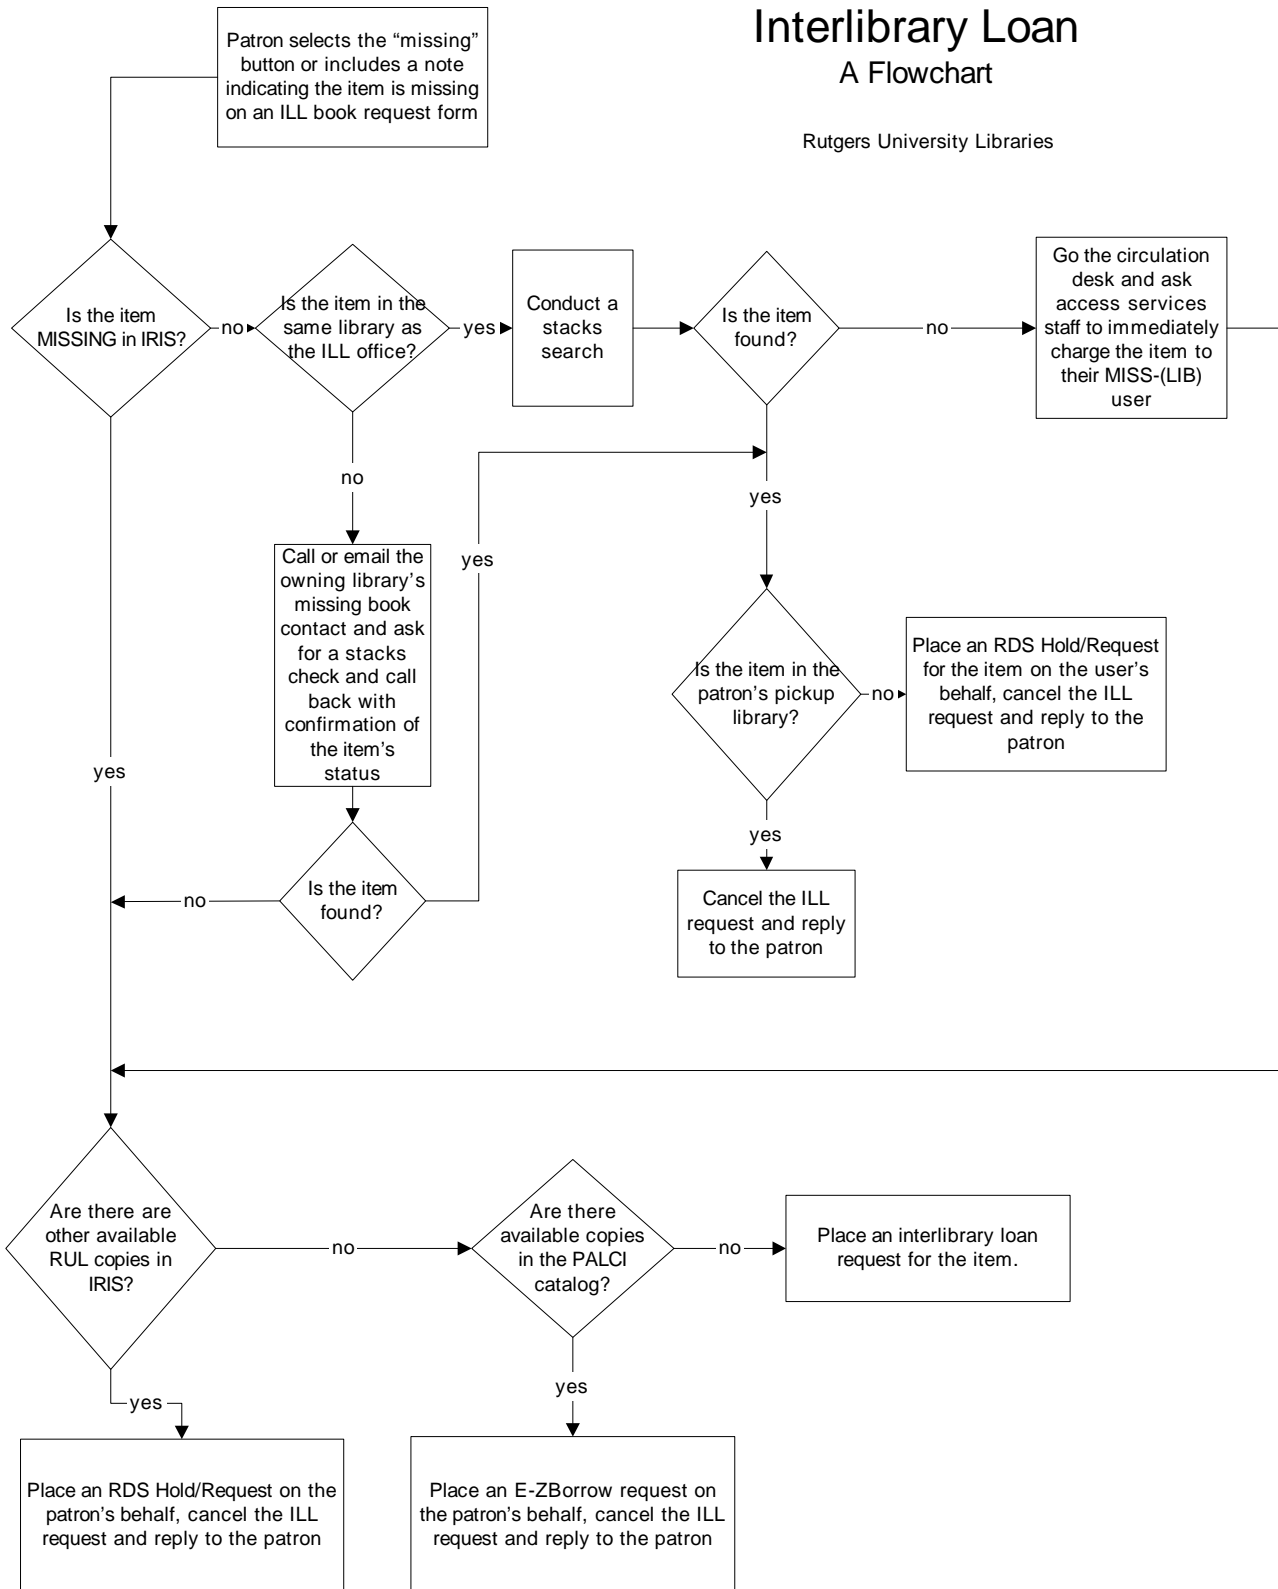 Interlibrary Loan
A Flowchart
Rutgers University Libraries
Patron selects the “missing”
button or includes a note
indicating the item is missing
on an ILL book request form
Is the item
MISSING in IRIS?
no
Is the item in the
same library as
the ILL office?
yes
Conduct a
stacks
search
Is the item
found?
no
Go the circulation
desk and ask
access services
staff to immediately
charge the item to
their MISS-(LIB)
user
no
yes
yes
Call or email the
owning library’s
missing book
contact and ask
for a stacks
check and call
back with
confirmation of
the item’s
status
Is the item in the
patron’s pickup
library?
no
Place an RDS Hold/Request
for the item on the user’s
behalf, cancel the ILL
request and reply to the
patron
yes
yes
Is the item
found?
no
Cancel the ILL
request and reply
to the patron
Are there are
other available
RUL copies in
IRIS?
no
Are there
available copies
in the PALCI
catalog?
no
Place an interlibrary loan
request for the item.
yes
yes
Place an RDS Hold/Request on the
patron’s behalf, cancel the ILL
request and reply to the patron
Place an E-ZBorrow request on
the patron’s behalf, cancel the ILL
request and reply to the patron